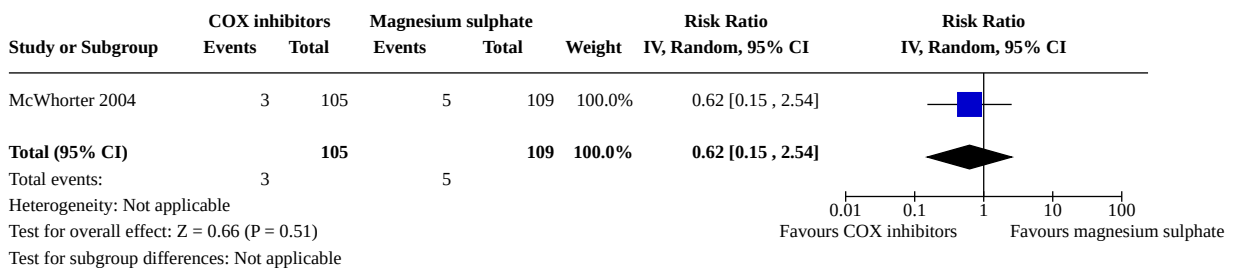 COX inhibitors Magnesium sulphate Risk Ratio Risk Ratio
Study or Subgroup Events Total Events Total Weight IV, Random, 95% CI IV, Random, 95% CI
McWhorter 2004 3 105 5 109 100.0% 0.62 [0.15 , 2.54]
Total (95% CI) 105 109 100.0% 0.62 [0.15 , 2.54]
Total events: 3 5
Heterogeneity: Not applicable
0.01 0.1 1 10 100
Test for overall effect: Z = 0.66 (P = 0.51)
Favours COX inhibitors Favours magnesium sulphate
Test for subgroup differences: Not applicable